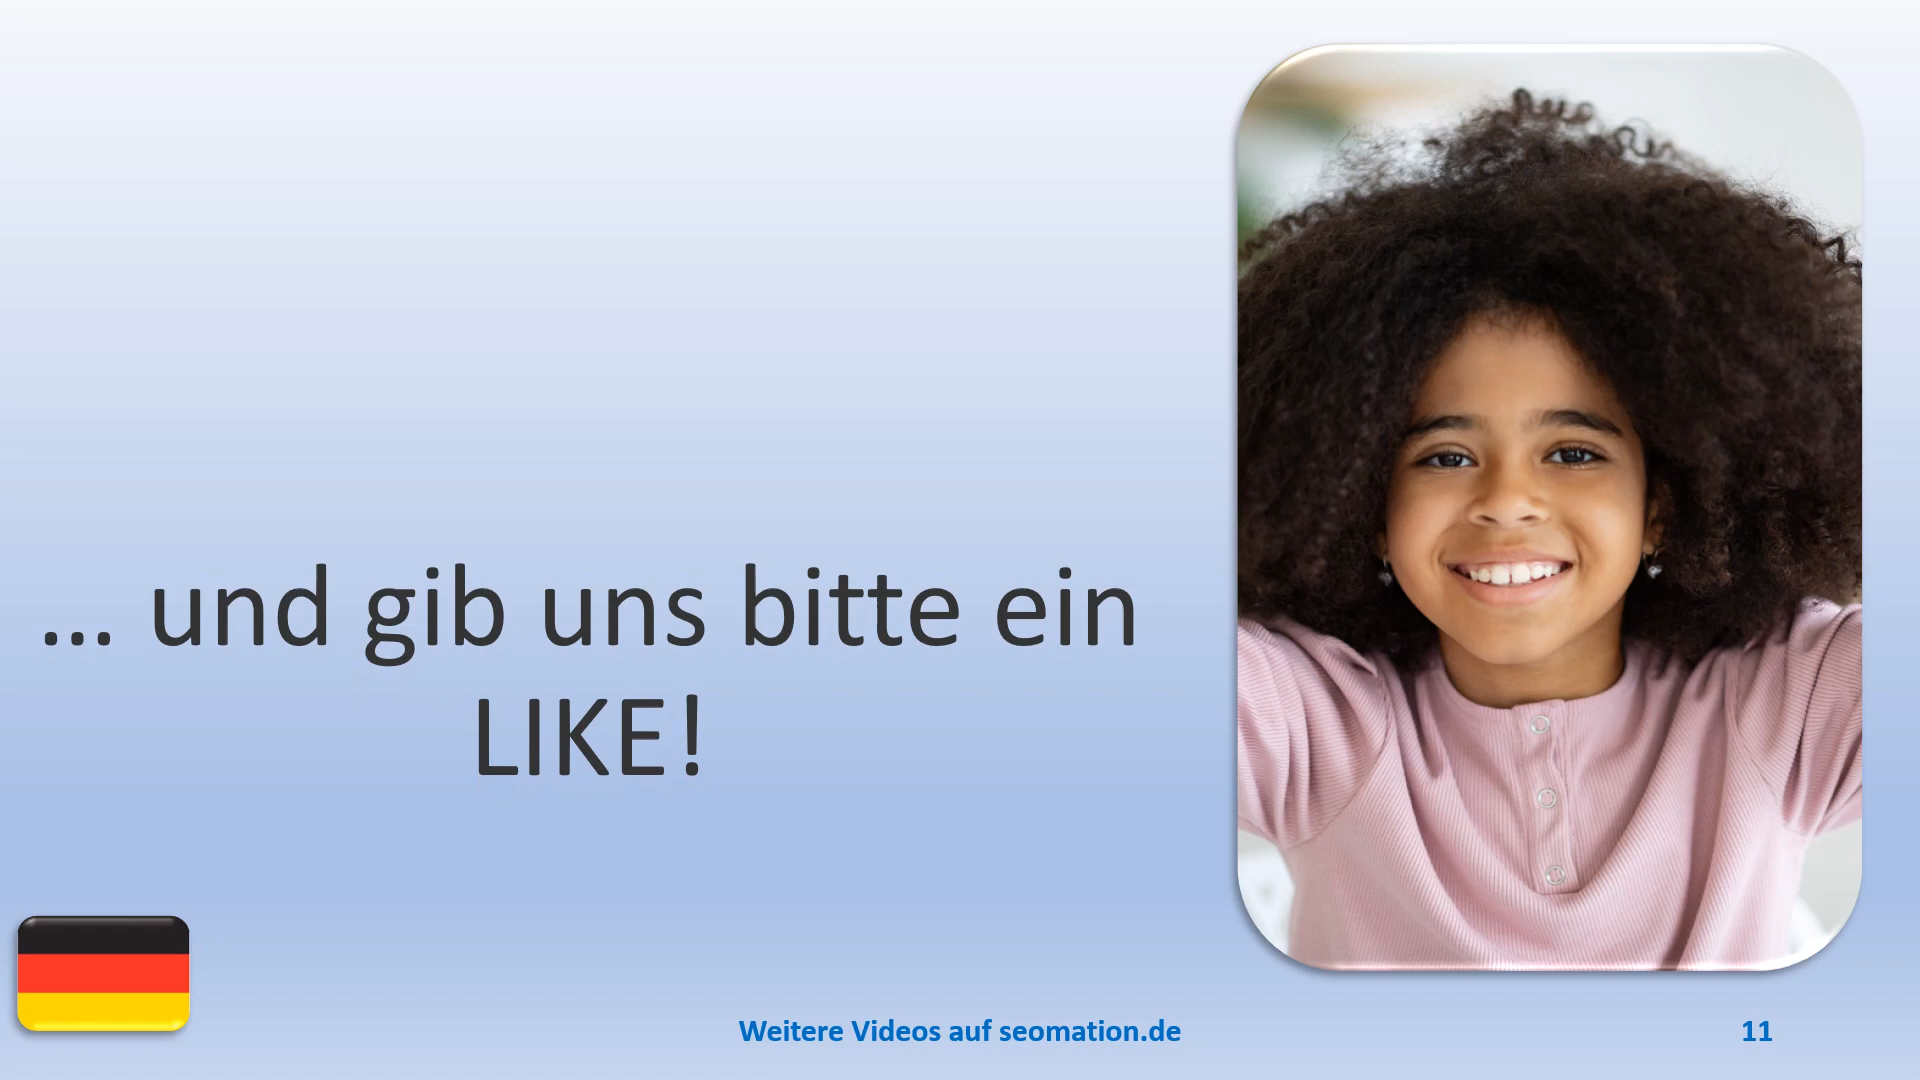 ... und gib uns bitte ein
LIKE!
Weitere Videos auf seomation.de
11